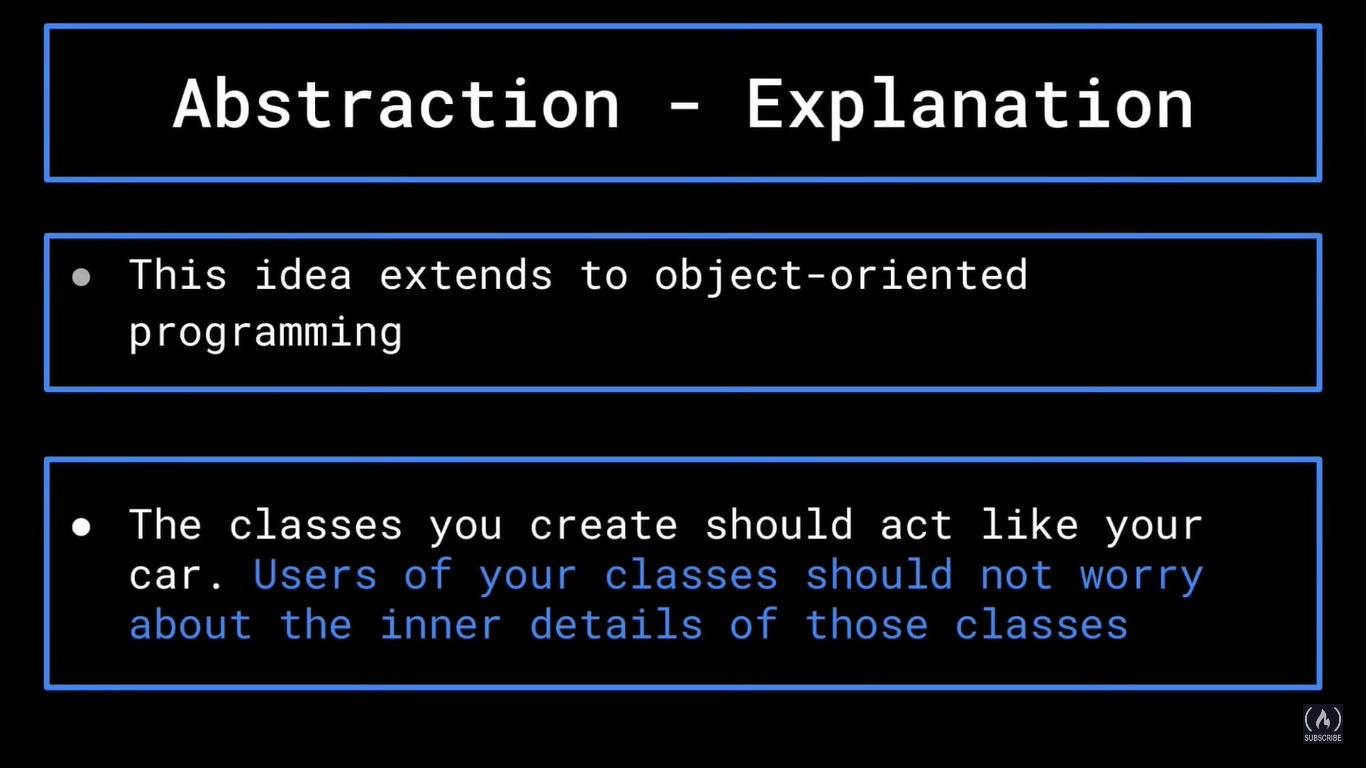 Abstraction - Explanation
● This idea extends to object-oriented
programming
● The classes you create should act like your
car. Users of your classes should not worry
about the inner details of those classes
SUBSCRIBE